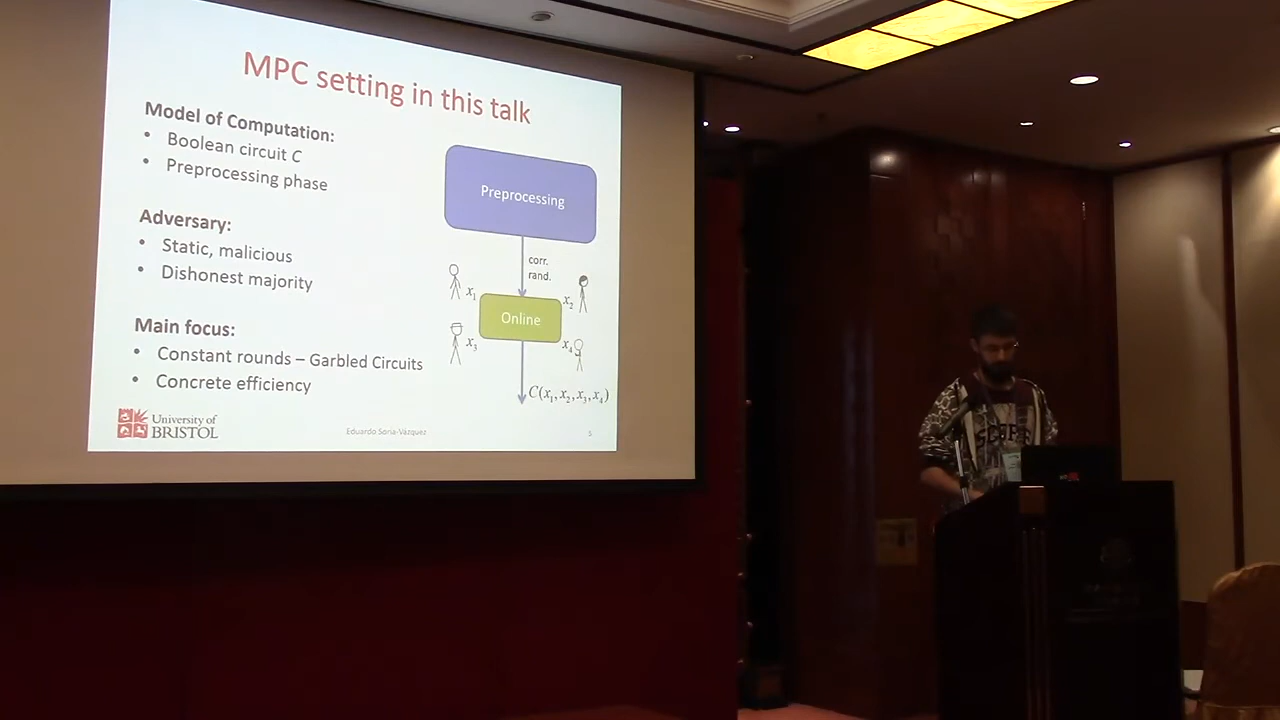 MPC setting in this talk
Model of Computation:
• Boolean circuit C
• Preprocessing phase
Adversary:
• Static, malicious
• Dishonest majority
Main focus:
• Constant rounds – Garbled Circuits
• Concrete efficiency
Preprocessing
corr.
rand.
x₁
x₂
Online
x₃
x₄
C(x₁,x₂,x₃,x₄)
University of
BRISTOL
Eduardo Soria-Vázquez
5